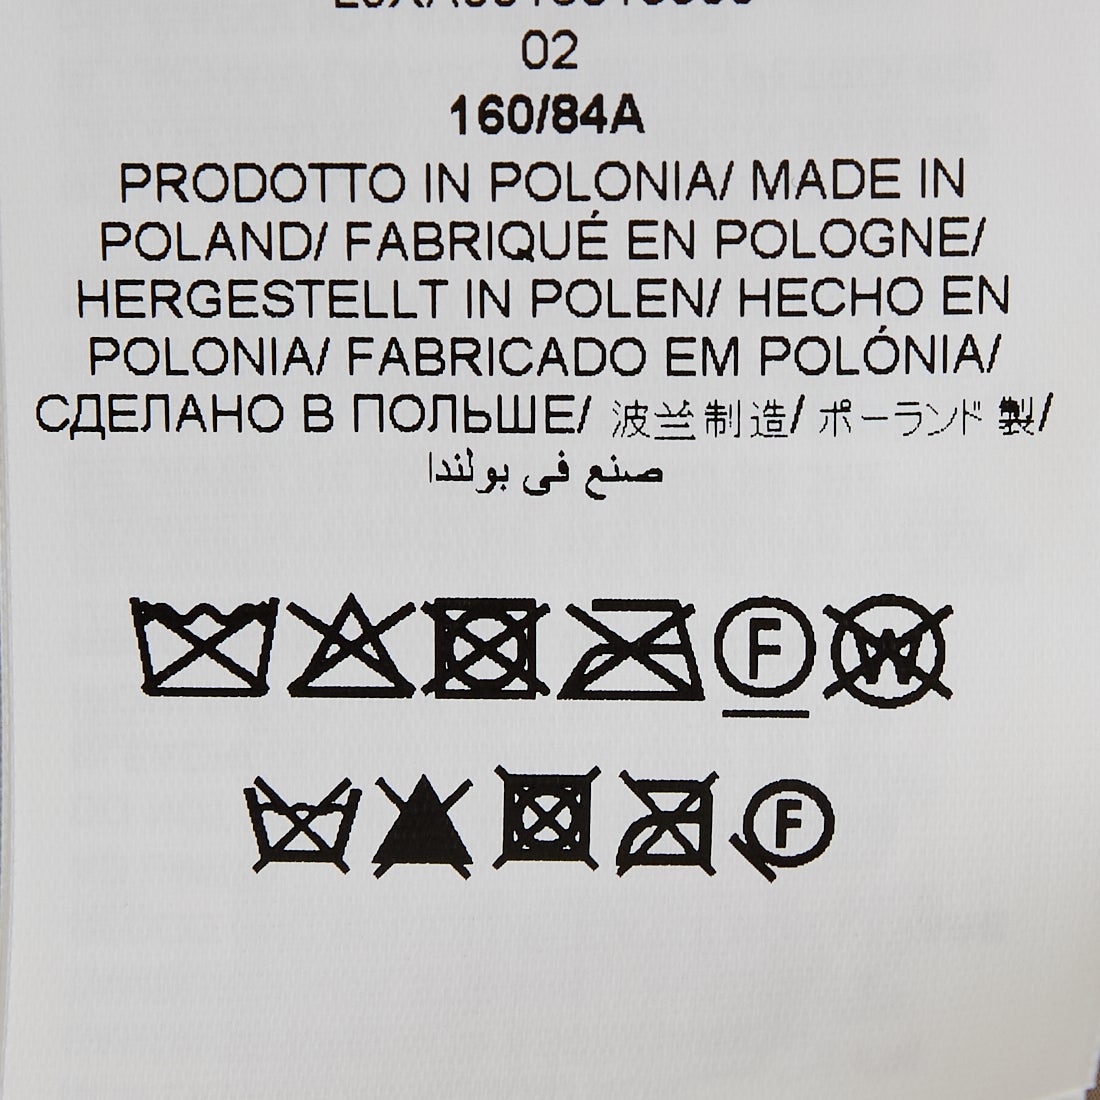 02
160/84A
PRODOTTO IN POLONIA/ MADE IN
POLAND/ FABRIQUÉ EN POLOGNE/
HERGESTELLT IN POLEN/ HECHO EN
POLONIA/ FABRICADO EM POLÓNIA/
СДЕЛАНО В ПОЛЬШЕ/ 波兰制造/ ポーランド 製/
صنع في بولندا
F W
F